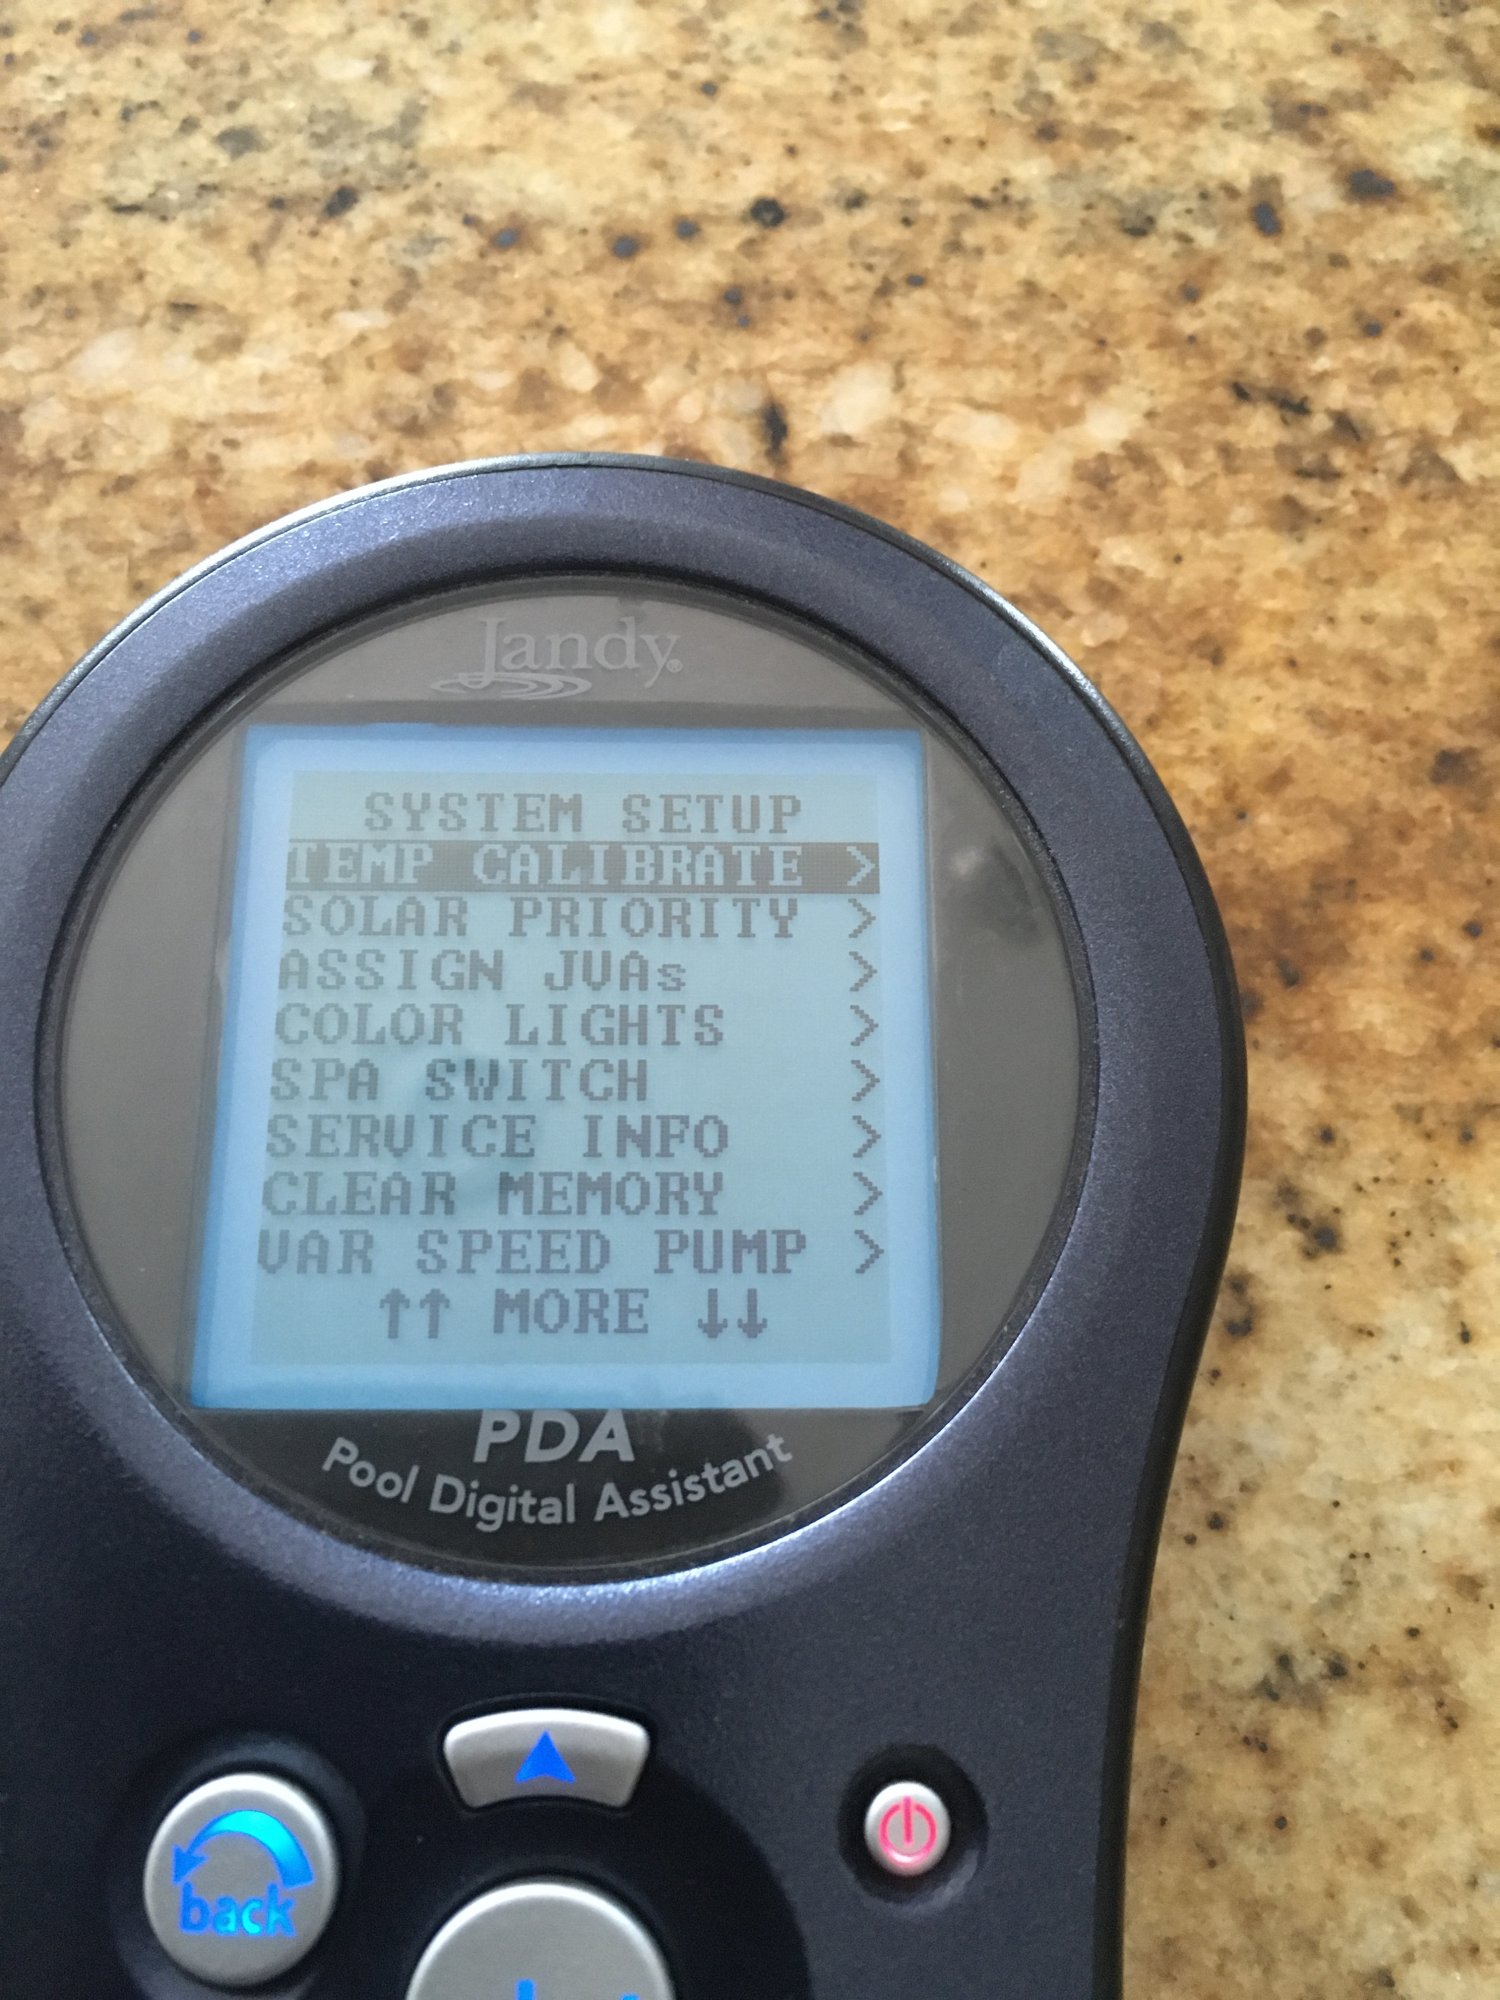 Jandy®
SYSTEM SETUP
TEMP CALIBRATE >
SOLAR PRIORITY >
ASSIGN JVAs >
COLOR LIGHTS >
SPA SWITCH >
SERVICE INFO >
CLEAR MEMORY >
VAR SPEED PUMP >
↑↑ MORE ↓↓
PDA
Pool Digital Assistant
back